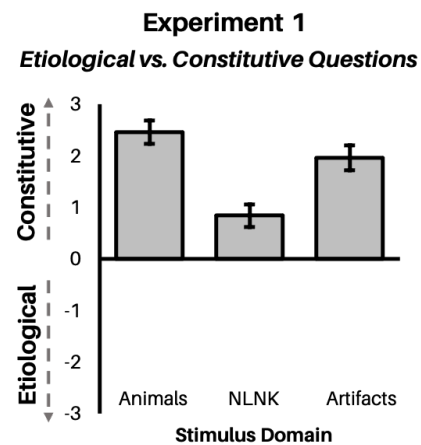 Experiment 1
Etiological vs. Constitutive Questions
Constitutive
Etiological
3
2
1
0
-1
-2
-3
Animals NLNK Artifacts
Stimulus Domain